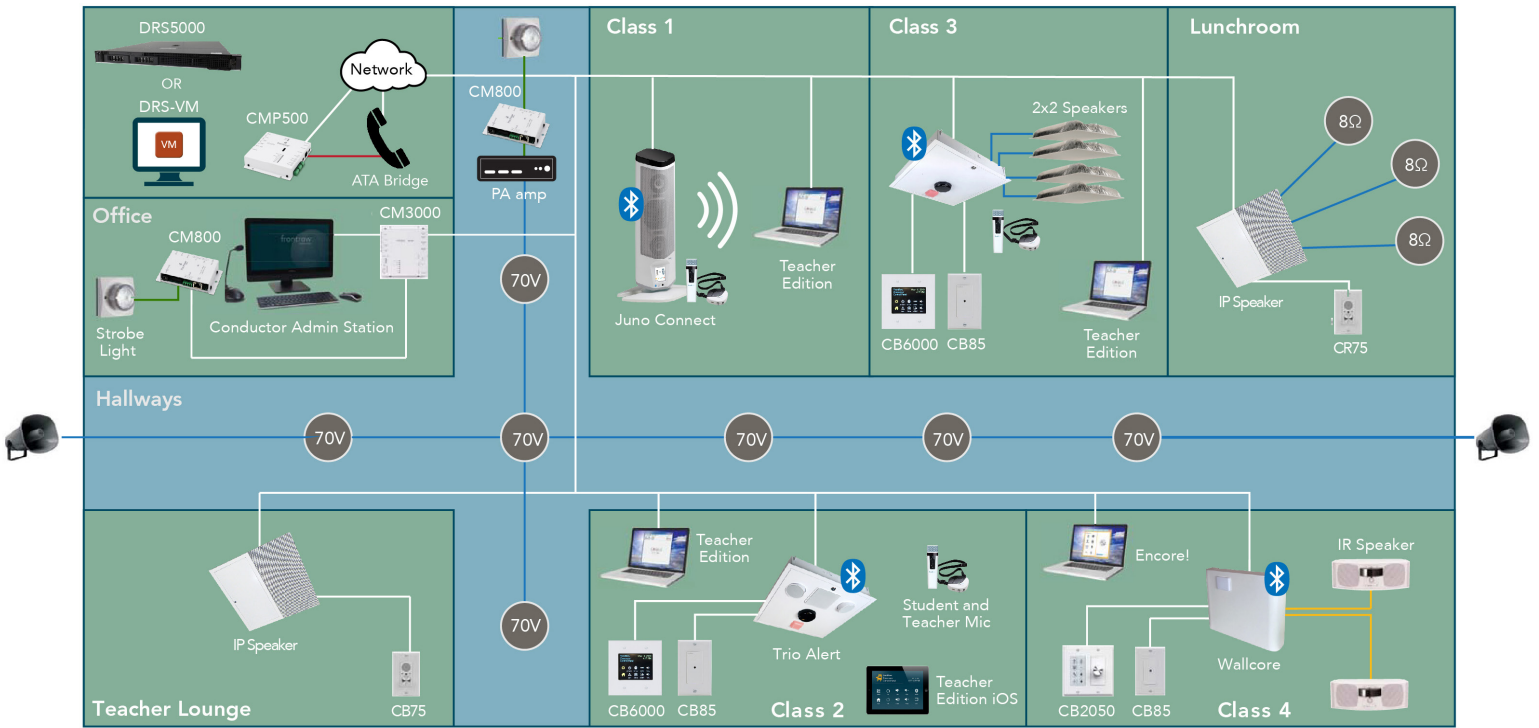 DRS5000
OR
DRS-VM
VM
CMP500
Network
ATA Bridge
CM800
PA amp
Office
CM3000
CM800
frontrow
Strobe
Light
Conductor Admin Station
70V
Class 1
Juno Connect
Teacher
Edition
Class 3
2x2 Speakers
CB6000
CB85
Teacher
Edition
Lunchroom
8Ω
8Ω
8Ω
IP Speaker
CR75
Hallways
70V
70V
70V
70V
70V
70V
IP Speaker
CB75
Teacher Lounge
Teacher
Edition
Trio Alert
Student and
Teacher Mic
CB6000
CB85
Class 2
Teacher
Edition iOS
Encore!
IR Speaker
Wallcore
CB2050
CB85
Class 4